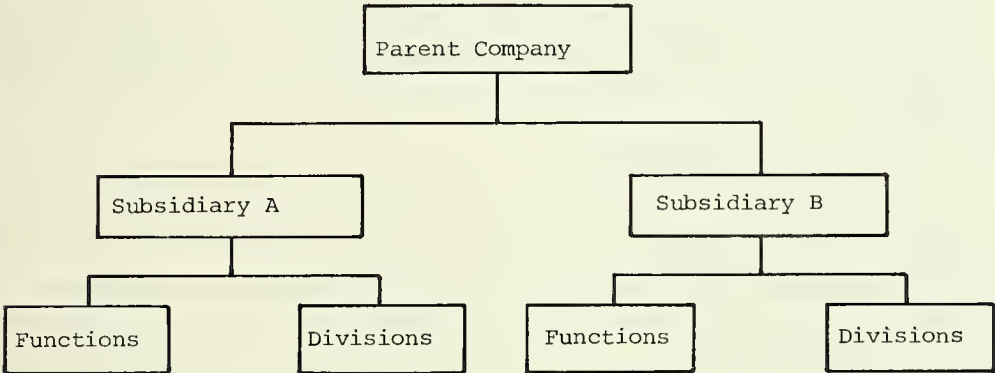 Parent Company
Subsidiary A
Subsidiary B
Functions
Divisions
Functions
Divisions